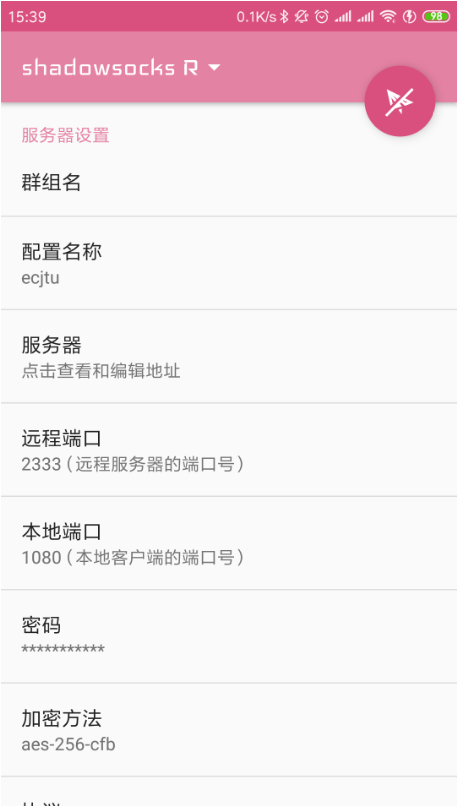 15:39 0.1K/s 98
shadowsocks R
服务器设置
群组名
配置名称
ecjtu
服务器
点击查看和编辑地址
远程端口
2333 (远程服务器的端口号)
本地端口
1080 (本地客户端的端口号)
密码
***********
加密方法
aes-256-cfb